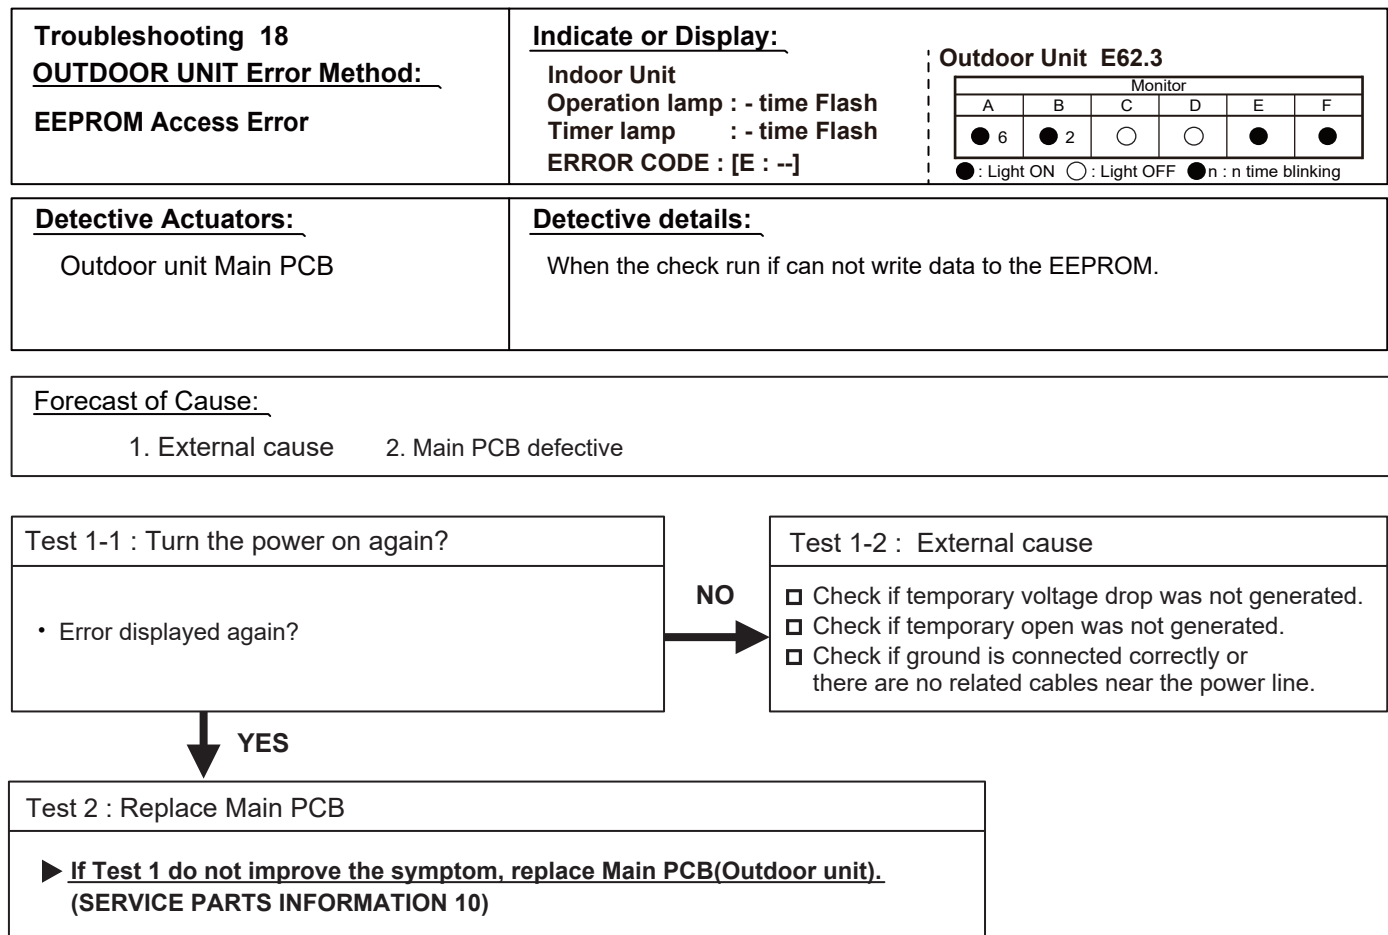 Troubleshooting 18
OUTDOOR UNIT Error Method:
EEPROM Access Error
Indicate or Display:
Indoor Unit
Operation lamp : - time Flash
Timer lamp : - time Flash
ERROR CODE : [E : --]
Outdoor Unit E62.3
Monitor
A B C D E F
● 6 ● 2 ○ ○ ● ●
● : Light ON ○ : Light OFF ●n : n time blinking
Detective Actuators:
Outdoor unit Main PCB
Detective details:
When the check run if can not write data to the EEPROM.
Forecast of Cause:
1. External cause 2. Main PCB defective
Test 1-1 : Turn the power on again?
・ Error displayed again?
NO
Test 1-2 : External cause
□ Check if temporary voltage drop was not generated.
□ Check if temporary open was not generated.
□ Check if ground is connected correctly or
there are no related cables near the power line.
YES
Test 2 : Replace Main PCB
▶ If Test 1 do not improve the symptom, replace Main PCB(Outdoor unit).
(SERVICE PARTS INFORMATION 10)